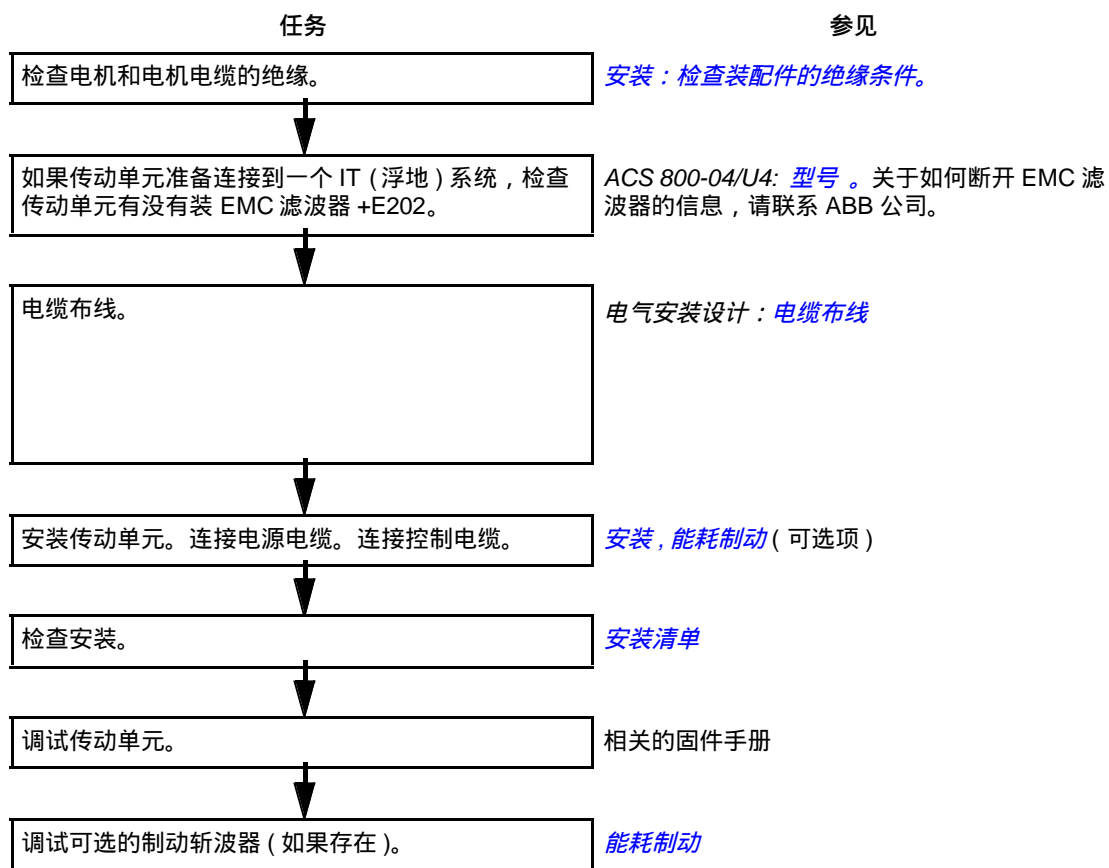 任务 参见
检查电机和电机电缆的绝缘。 安装：检查装配件的绝缘条件。
如果传动单元准备连接到一个 IT ( 浮地 ) 系统，检查
传动单元有没有装 EMC 滤波器 +E202。
ACS 800-04/U4: 型号 。关于如何断开 EMC 滤
波器的信息，请联系 ABB 公司。
电缆布线。 电气安装设计：电缆布线
安装传动单元。连接电源电缆。连接控制电缆。 安装 , 能耗制动 ( 可选项 )
检查安装。 安装清单
调试传动单元。 相关的固件手册
调试可选的制动斩波器 ( 如果存在 )。 能耗制动